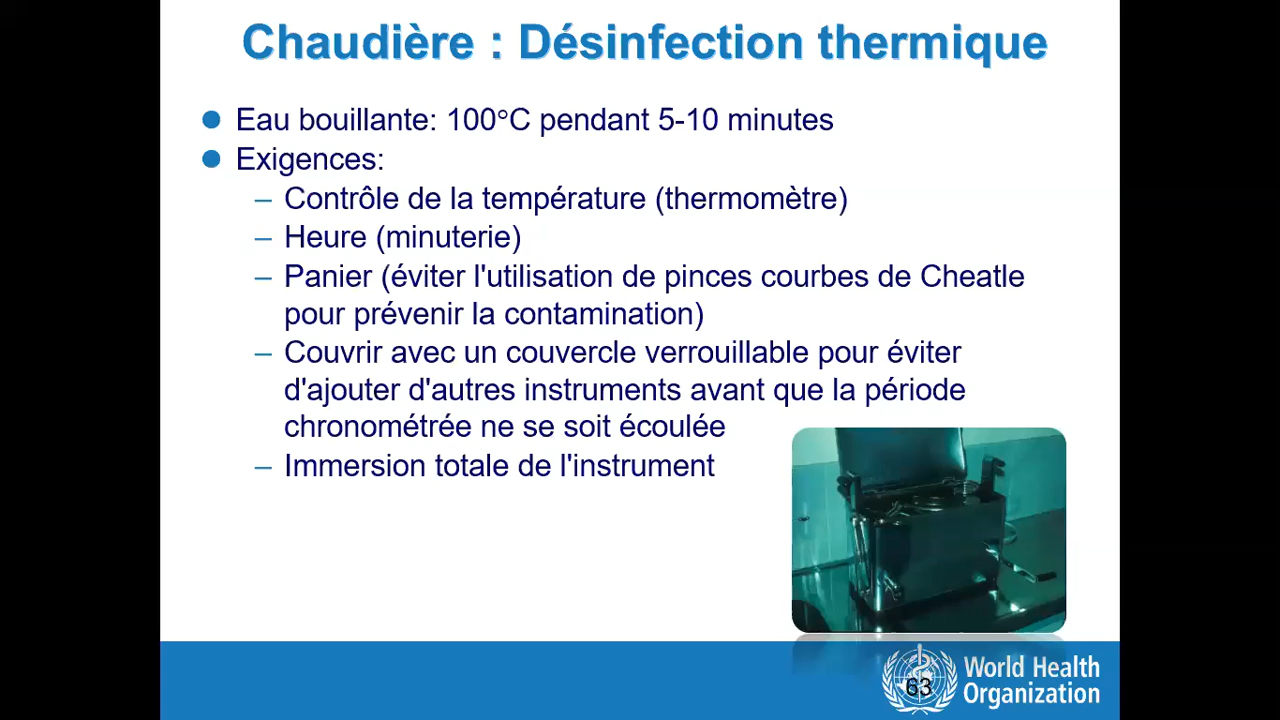 Chaudière : Désinfection thermique
Eau bouillante: 100°C pendant 5-10 minutes
Exigences:
– Contrôle de la température (thermomètre)
– Heure (minuterie)
– Panier (éviter l'utilisation de pinces courbes de Cheatle
pour prévenir la contamination)
– Couvrir avec un couvercle verrouillable pour éviter
d'ajouter d'autres instruments avant que la période
chronométrée ne se soit écoulée
– Immersion totale de l'instrument
63
World Health
Organization